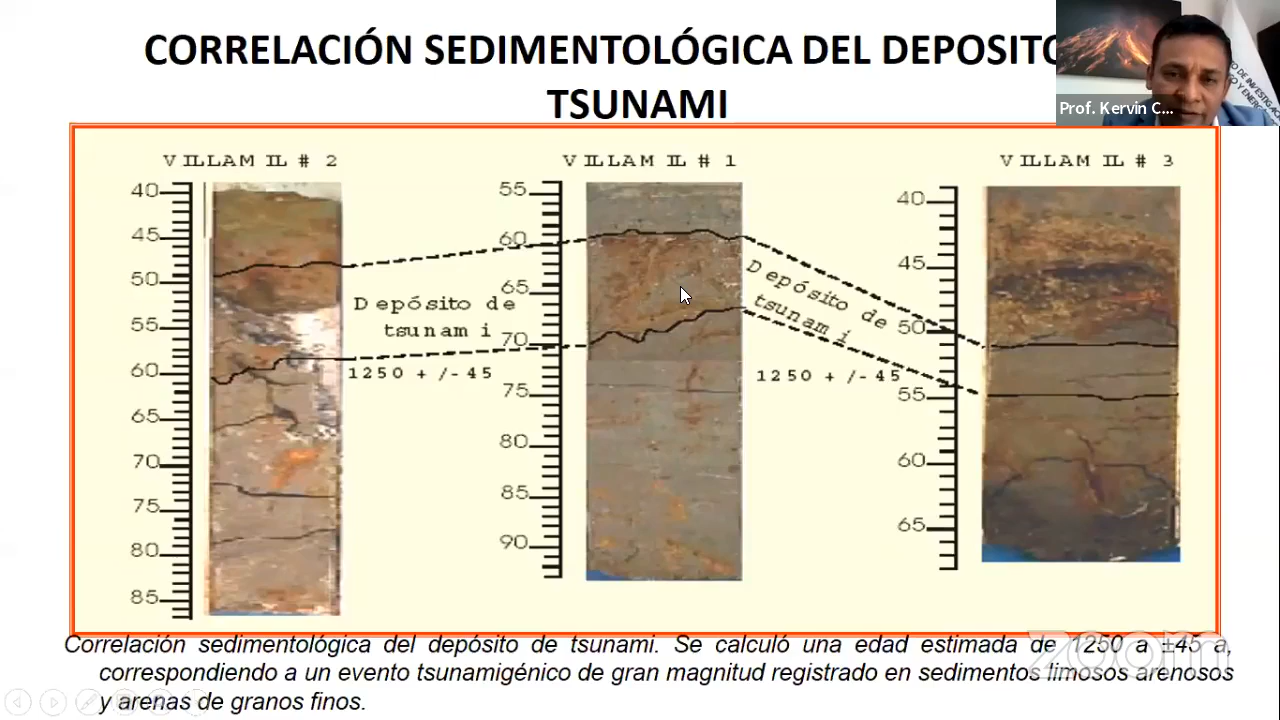 CORRELACIÓN SEDIMENTOLÓGICA DEL DEPOSITO
TSUNAMI
Prof. Kervin C...
VILLAMIL # 2
VILLAMIL # 1
VILLAMIL # 3
40
45
50
55
60
65
70
75
80
85
Depósito de
tsunami
1250 +/-45
55
60
65
70
75
80
85
90
Depósito de
tsunami
1250 +/-45
40
45
50
55
60
65
Correlación sedimentológica del depósito de tsunami. Se calculó una edad estimada de 1250 a ±45 a,
correspondiendo a un evento tsunamigénico de gran magnitud registrado en sedimentos limosos arenosos
y arenas de granos finos.
zoom